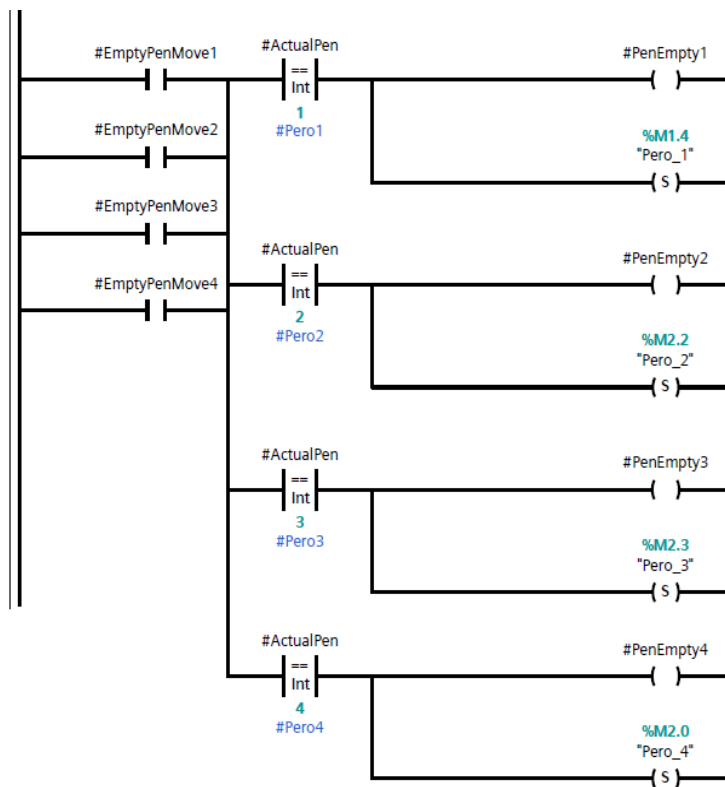 #EmptyPenMove1
#ActualPen
==
Int
1
#Pero1
#PenEmpty1
%M1.4
"Pero_1"
S
#EmptyPenMove2
#EmptyPenMove3
#EmptyPenMove4
#ActualPen
==
Int
2
#Pero2
#PenEmpty2
%M2.2
"Pero_2"
S
#ActualPen
==
Int
3
#Pero3
#PenEmpty3
%M2.3
"Pero_3"
S
#ActualPen
==
Int
4
#Pero4
#PenEmpty4
%M2.0
"Pero_4"
S